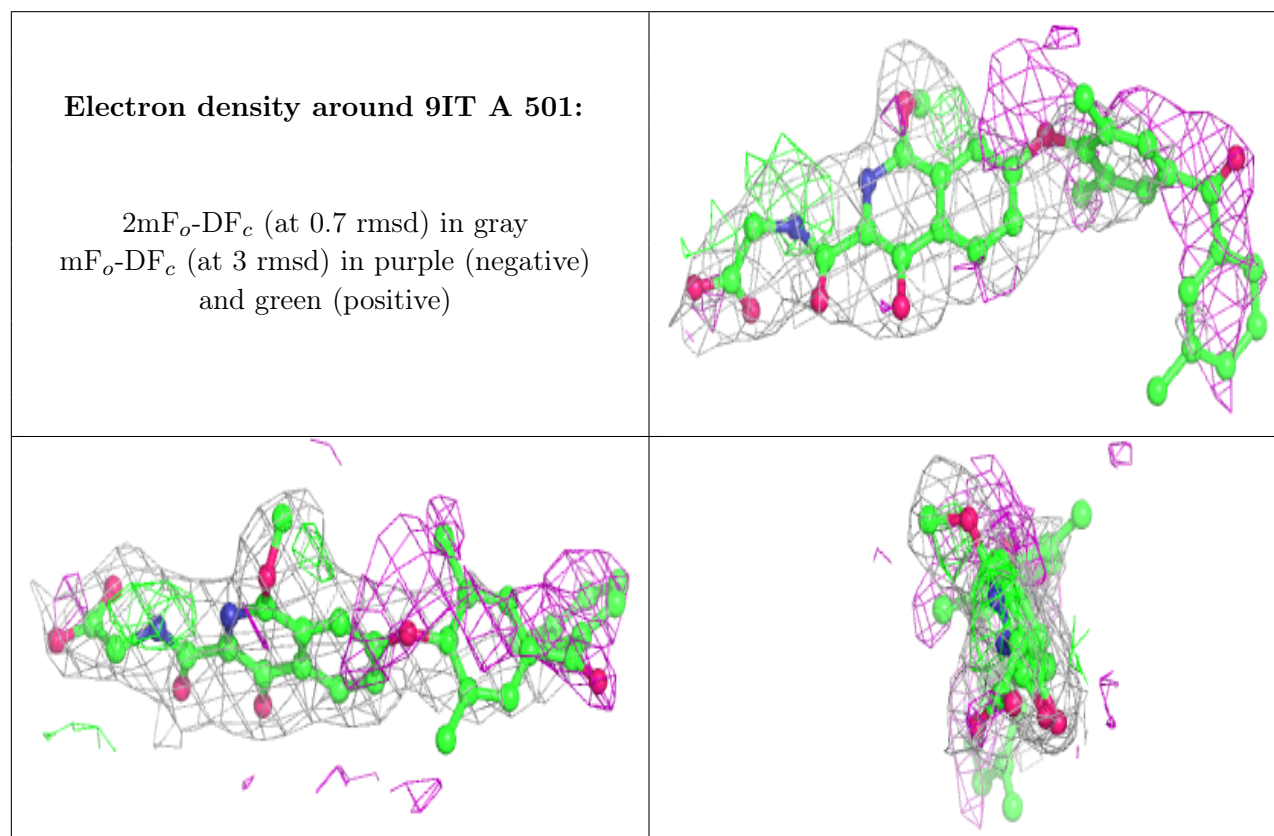 Electron density around 9IT A 501:
2mFo-DFc (at 0.7 rmsd) in gray
mFo-DFc (at 3 rmsd) in purple (negative)
and green (positive)